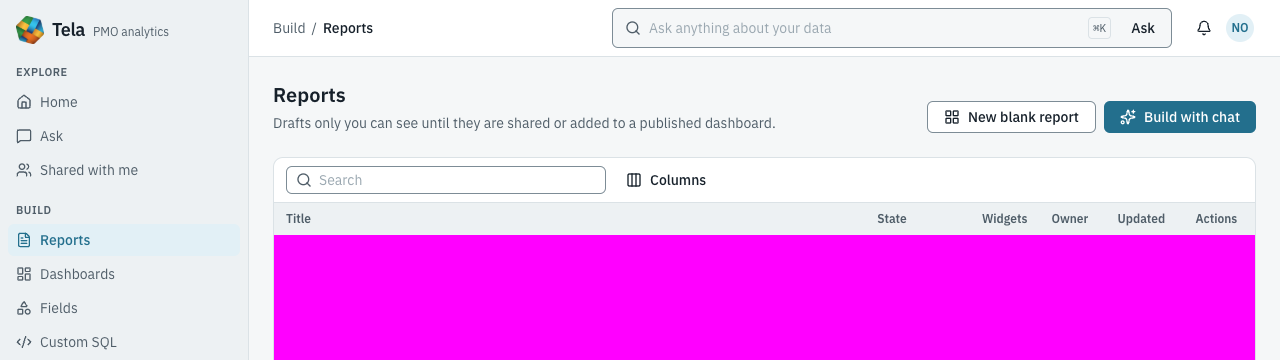 Tela PMO analytics
EXPLORE
Home
Ask
Shared with me
BUILD
Reports
Dashboards
Fields
Custom SQL
Build / Reports
Ask anything about your data ⌘K Ask
NO
Reports
Drafts only you can see until they are shared or added to a published dashboard.
New blank report
Build with chat
Search
Columns
Title State Widgets Owner Updated Actions